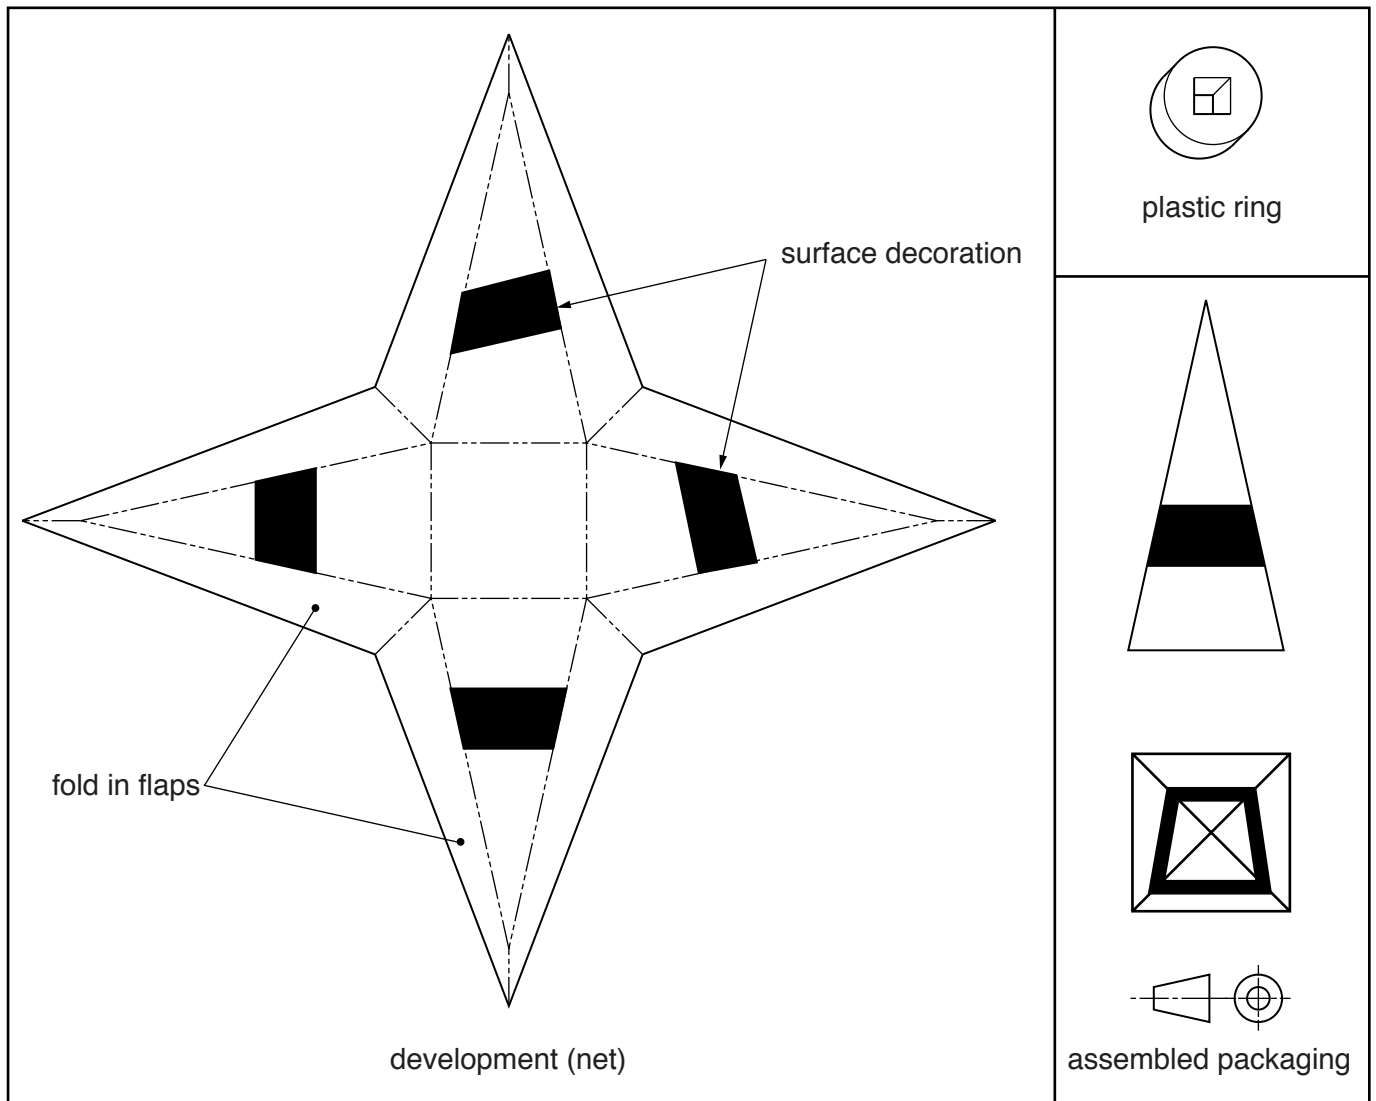 plastic ring
surface decoration
fold in flaps
development (net)
assembled packaging